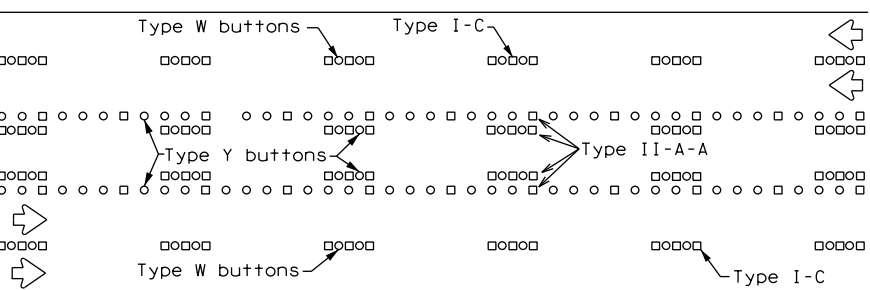 Type W buttons
Type I-C
Type Y buttons
Type II-A-A
Type W buttons
Type I-C